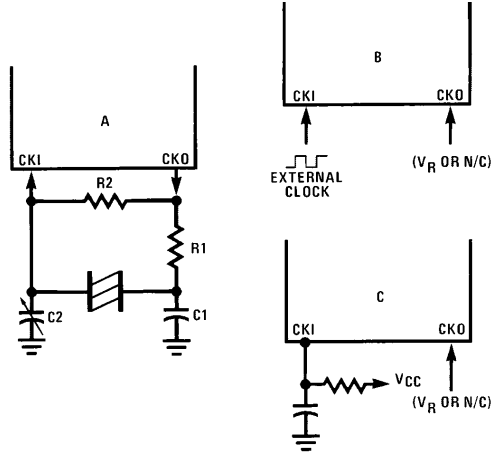 A
CKI
CKO
R2
R1
C2
C1
B
CKI
CKO
EXTERNAL
CLOCK
(VR OR N/C)
C
CKI
CKO
VCC
(VR OR N/C)